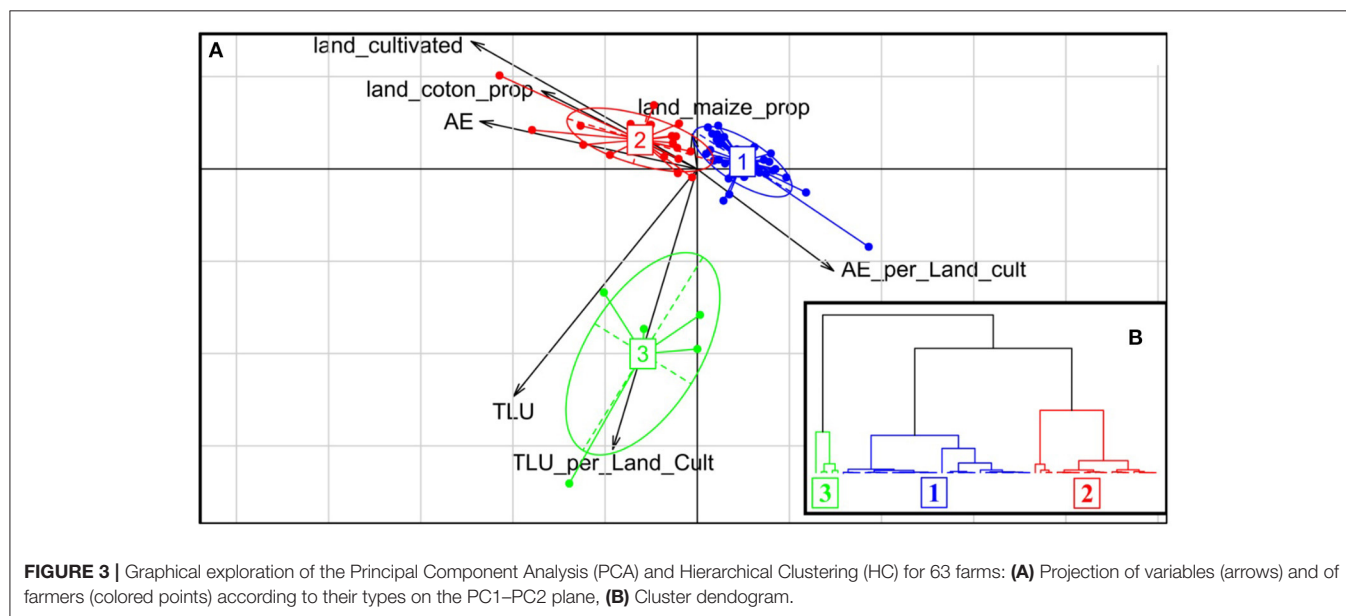 A
land_cultivated
land_coton_prop
land_maize_prop
AE
2
1
AE_per_Land_cult
3
TLU
TLU_per_Land_Cult
B
3
1
2
FIGURE 3 | Graphical exploration of the Principal Component Analysis (PCA) and Hierarchical Clustering (HC) for 63 farms: (A) Projection of variables (arrows) and of
farmers (colored points) according to their types on the PC1–PC2 plane, (B) Cluster dendogram.